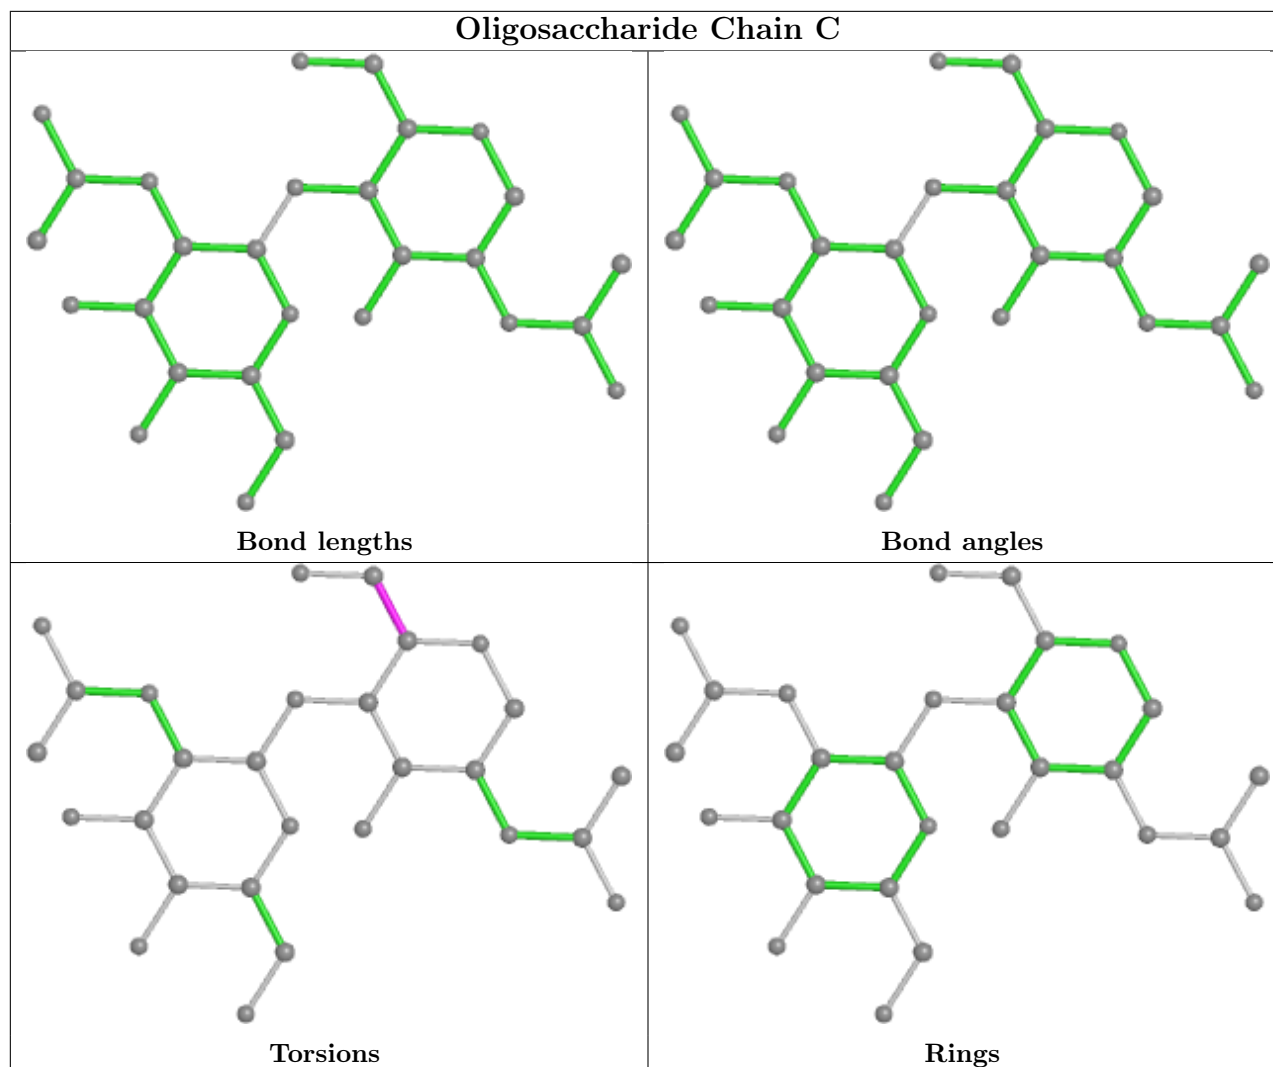 Oligosaccharide Chain C
Bond lengths
Bond angles
Torsions
Rings